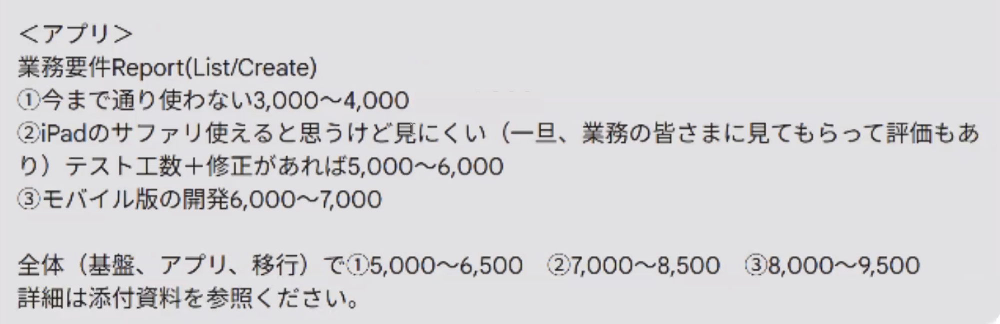 ＜アプリ＞
業務要件Report(List/Create)
①今まで通り使わない3,000～4,000
②iPadのサファリ使えると思うけど見にくい（一旦、業務の皆さまに見てもらって評価もあ
り）テスト工数＋修正があれば5,000～6,000
③モバイル版の開発6,000～7,000
全体（基盤、アプリ、移行）で①5,000～6,500　②7,000～8,500　③8,000～9,500
詳細は添付資料を参照ください。